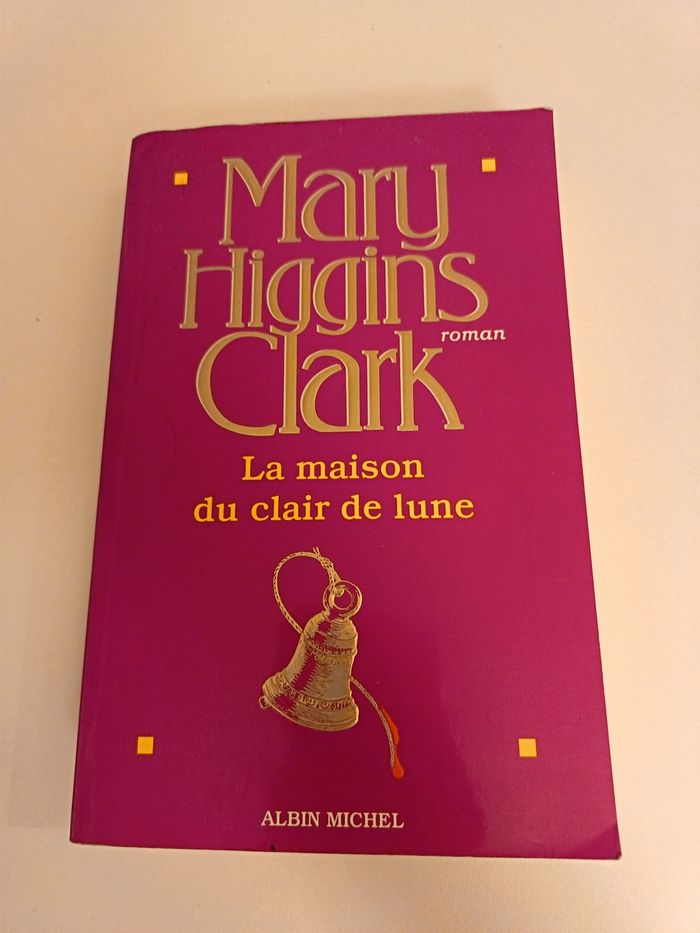 Mary
Higgins
Clark
roman
La maison
du clair de lune
ALBIN MICHEL